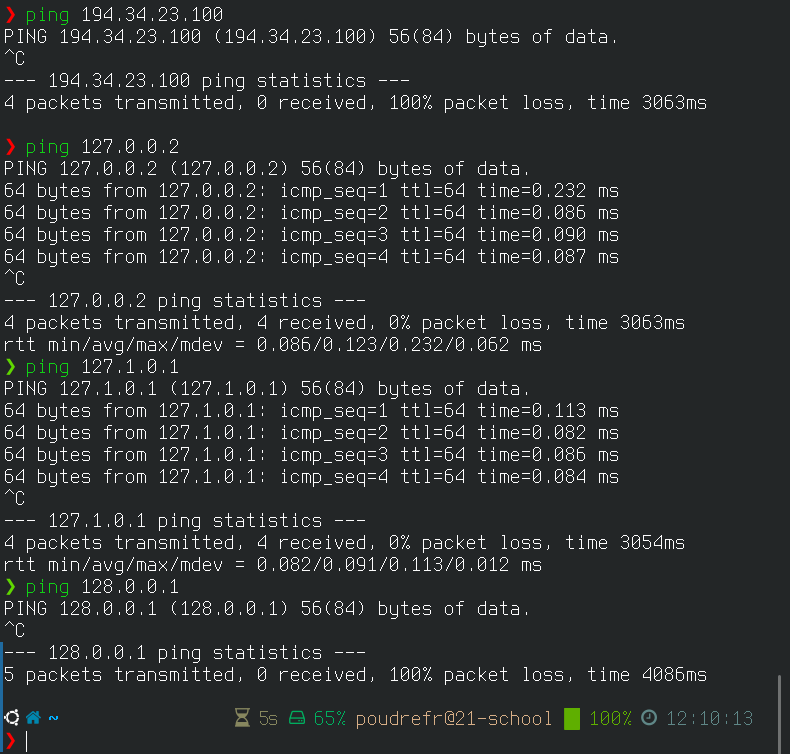 ❯ ping 194.34.23.100
PING 194.34.23.100 (194.34.23.100) 56(84) bytes of data.
^C
--- 194.34.23.100 ping statistics ---
4 packets transmitted, 0 received, 100% packet loss, time 3063ms
❯ ping 127.0.0.2
PING 127.0.0.2 (127.0.0.2) 56(84) bytes of data.
64 bytes from 127.0.0.2: icmp_seq=1 ttl=64 time=0.232 ms
64 bytes from 127.0.0.2: icmp_seq=2 ttl=64 time=0.086 ms
64 bytes from 127.0.0.2: icmp_seq=3 ttl=64 time=0.090 ms
64 bytes from 127.0.0.2: icmp_seq=4 ttl=64 time=0.087 ms
^C
--- 127.0.0.2 ping statistics ---
4 packets transmitted, 4 received, 0% packet loss, time 3063ms
rtt min/avg/max/mdev = 0.086/0.123/0.232/0.062 ms
❯ ping 127.1.0.1
PING 127.1.0.1 (127.1.0.1) 56(84) bytes of data.
64 bytes from 127.1.0.1: icmp_seq=1 ttl=64 time=0.113 ms
64 bytes from 127.1.0.1: icmp_seq=2 ttl=64 time=0.082 ms
64 bytes from 127.1.0.1: icmp_seq=3 ttl=64 time=0.086 ms
64 bytes from 127.1.0.1: icmp_seq=4 ttl=64 time=0.084 ms
^C
--- 127.1.0.1 ping statistics ---
4 packets transmitted, 4 received, 0% packet loss, time 3054ms
rtt min/avg/max/mdev = 0.082/0.091/0.113/0.012 ms
❯ ping 128.0.0.1
PING 128.0.0.1 (128.0.0.1) 56(84) bytes of data.
^C
--- 128.0.0.1 ping statistics ---
5 packets transmitted, 0 received, 100% packet loss, time 4086ms
~ 5s 65% poudrefr@21-school 100% 12:10:13
❯